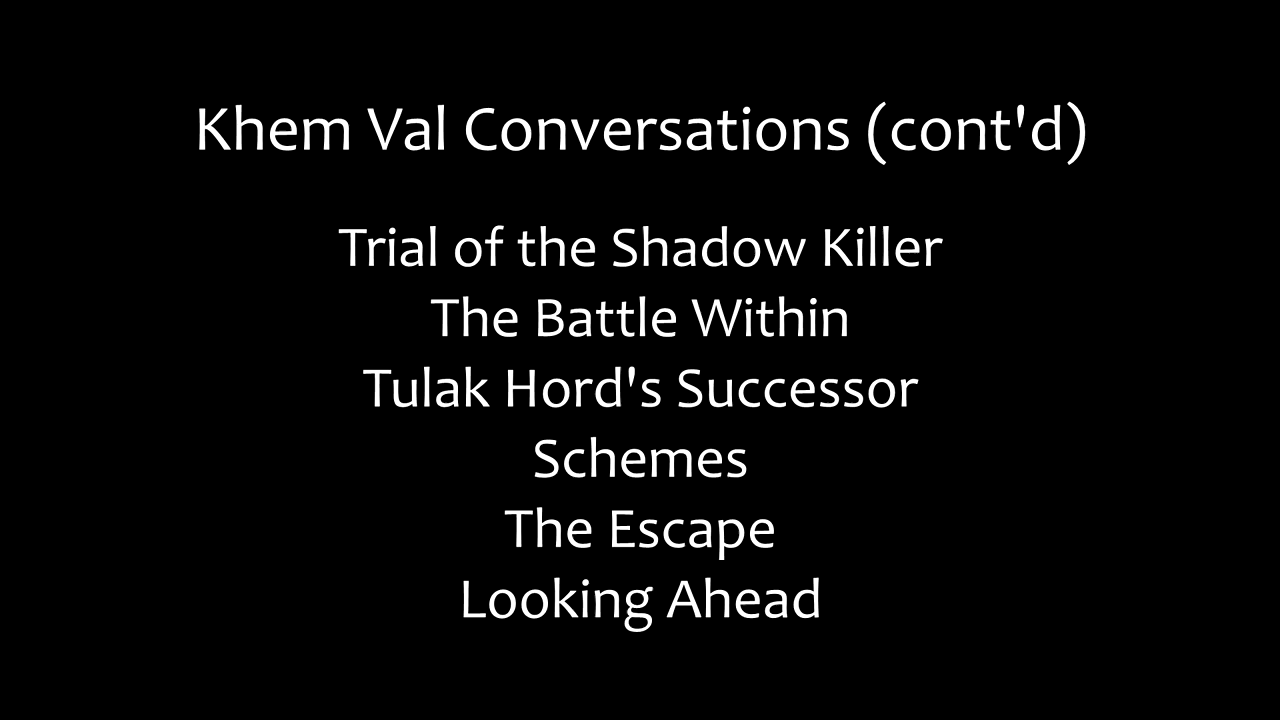 Khem Val Conversations (cont'd)
Trial of the Shadow Killer
The Battle Within
Tulak Hord's Successor
Schemes
The Escape
Looking Ahead